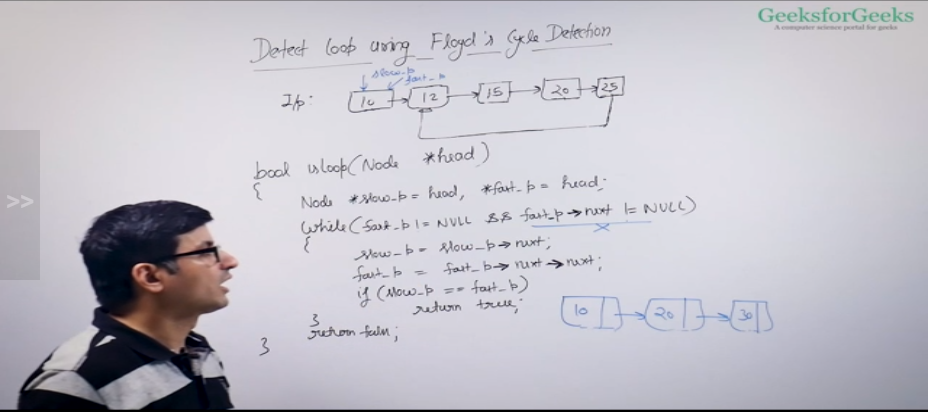 GeeksforGeeks
A computer science portal for geeks
Detect loop using Floyd's Cycle Detection
slow_p
fast_p
I/p: 10 12 15 20 25
bool isloop(Node *head)
{
Node *slow_p = head, *fast_p = head;
while(fast_p != NULL && fast_p→next != NULL)
{
slow_p = slow_p→next;
fast_p = fast_p→next→next;
if (slow_p == fast_p)
return true;
}
return false;
}
10 20 30
>>